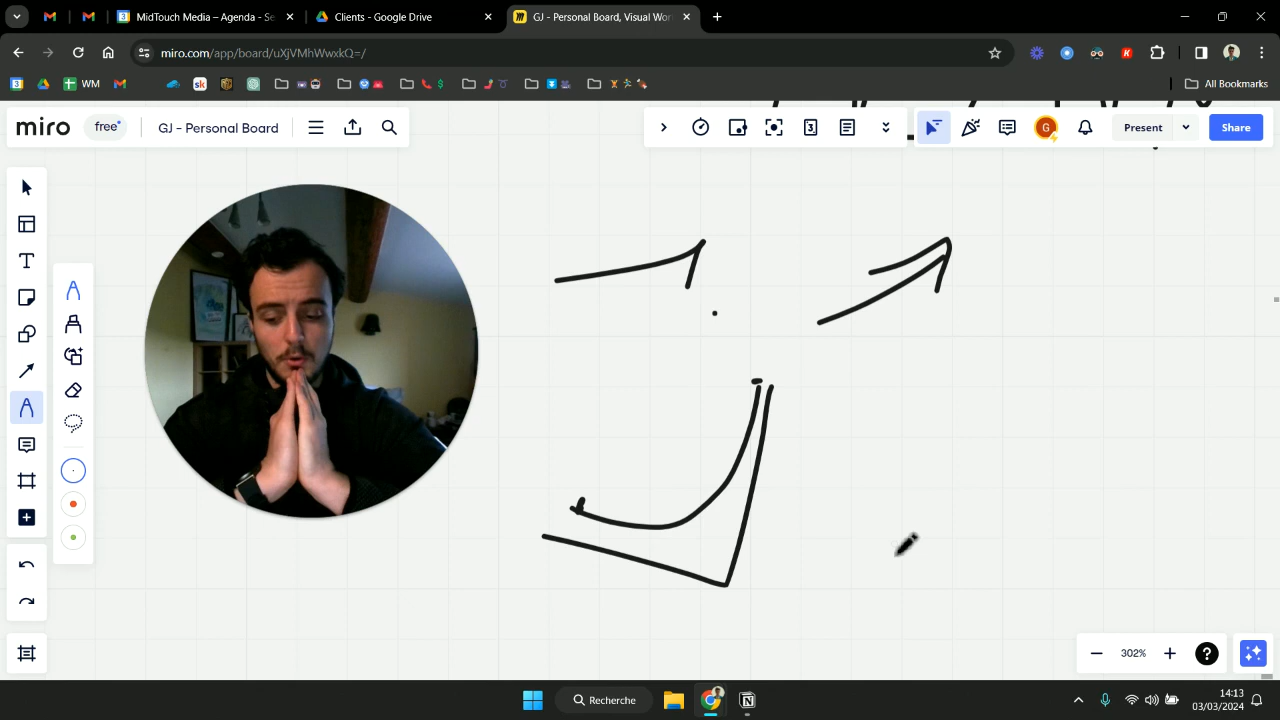 MidTouch Media – Agenda - Se
Clients - Google Drive
GJ - Personal Board, Visual Wor
miro.com/app/board/uXjVMhWwxkQ=/
WM
All Bookmarks
miro
free
GJ - Personal Board
3
G
Present
Share
302%
Recherche
14:13
03/03/2024